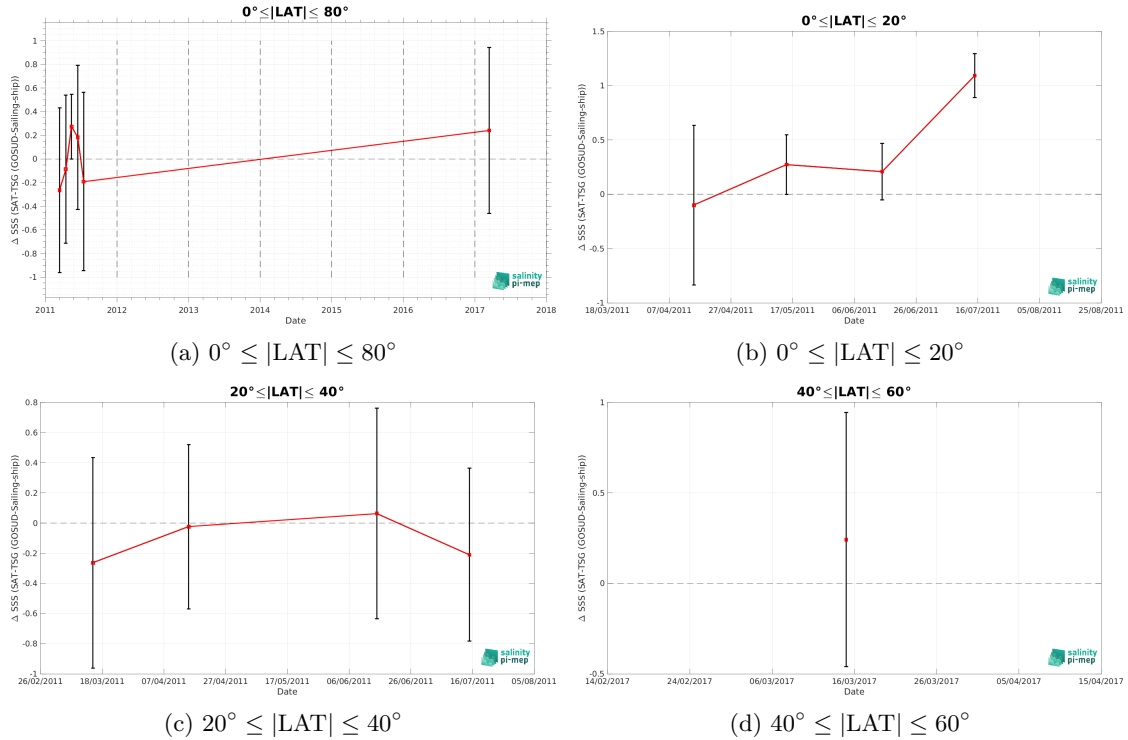 0°≤|LAT|≤ 80°
1
0.8
0.6
0.4
0.2
0
-0.2
-0.4
-0.6
-0.8
-1
Δ SSS (SAT-TSG (GOSUD-Sailing-ship))
2011 2012 2013 2014 2015 2016 2017 2018
Date
salinity
pi-mep
(a) 0° ≤ |LAT| ≤ 80°
0°≤|LAT|≤ 20°
1.5
1
0.5
0
-0.5
-1
Δ SSS (SAT-TSG (GOSUD-Sailing-ship))
18/03/2011 07/04/2011 27/04/2011 17/05/2011 06/06/2011 26/06/2011 16/07/2011 05/08/2011 25/08/2011
Date
salinity
pi-mep
(b) 0° ≤ |LAT| ≤ 20°
20°≤|LAT|≤ 40°
0.8
0.6
0.4
0.2
0
-0.2
-0.4
-0.6
-0.8
-1
Δ SSS (SAT-TSG (GOSUD-Sailing-ship))
26/02/2011 18/03/2011 07/04/2011 27/04/2011 17/05/2011 06/06/2011 26/06/2011 16/07/2011 05/08/2011
Date
salinity
pi-mep
(c) 20° ≤ |LAT| ≤ 40°
40°≤|LAT|≤ 60°
1
0.5
0
-0.5
Δ SSS (SAT-TSG (GOSUD-Sailing-ship))
14/02/2017 24/02/2017 06/03/2017 16/03/2017 26/03/2017 05/04/2017 15/04/2017
Date
salinity
pi-mep
(d) 40° ≤ |LAT| ≤ 60°